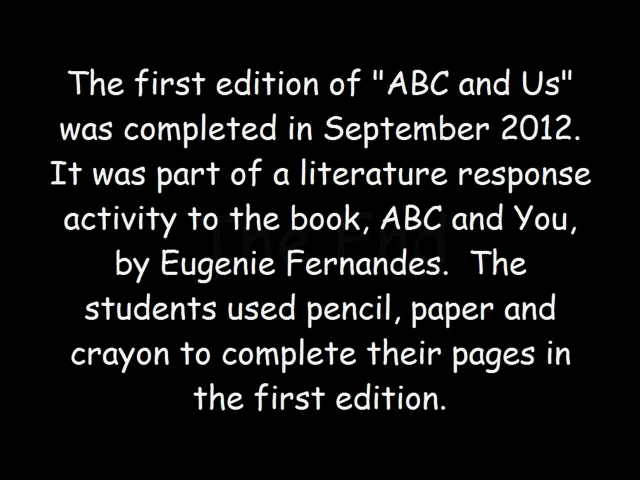 The first edition of "ABC and Us"
was completed in September 2012.
It was part of a literature response
activity to the book, ABC and You,
by Eugenie Fernandes.  The
students used pencil, paper and
crayon to complete their pages in
the first edition.
The End